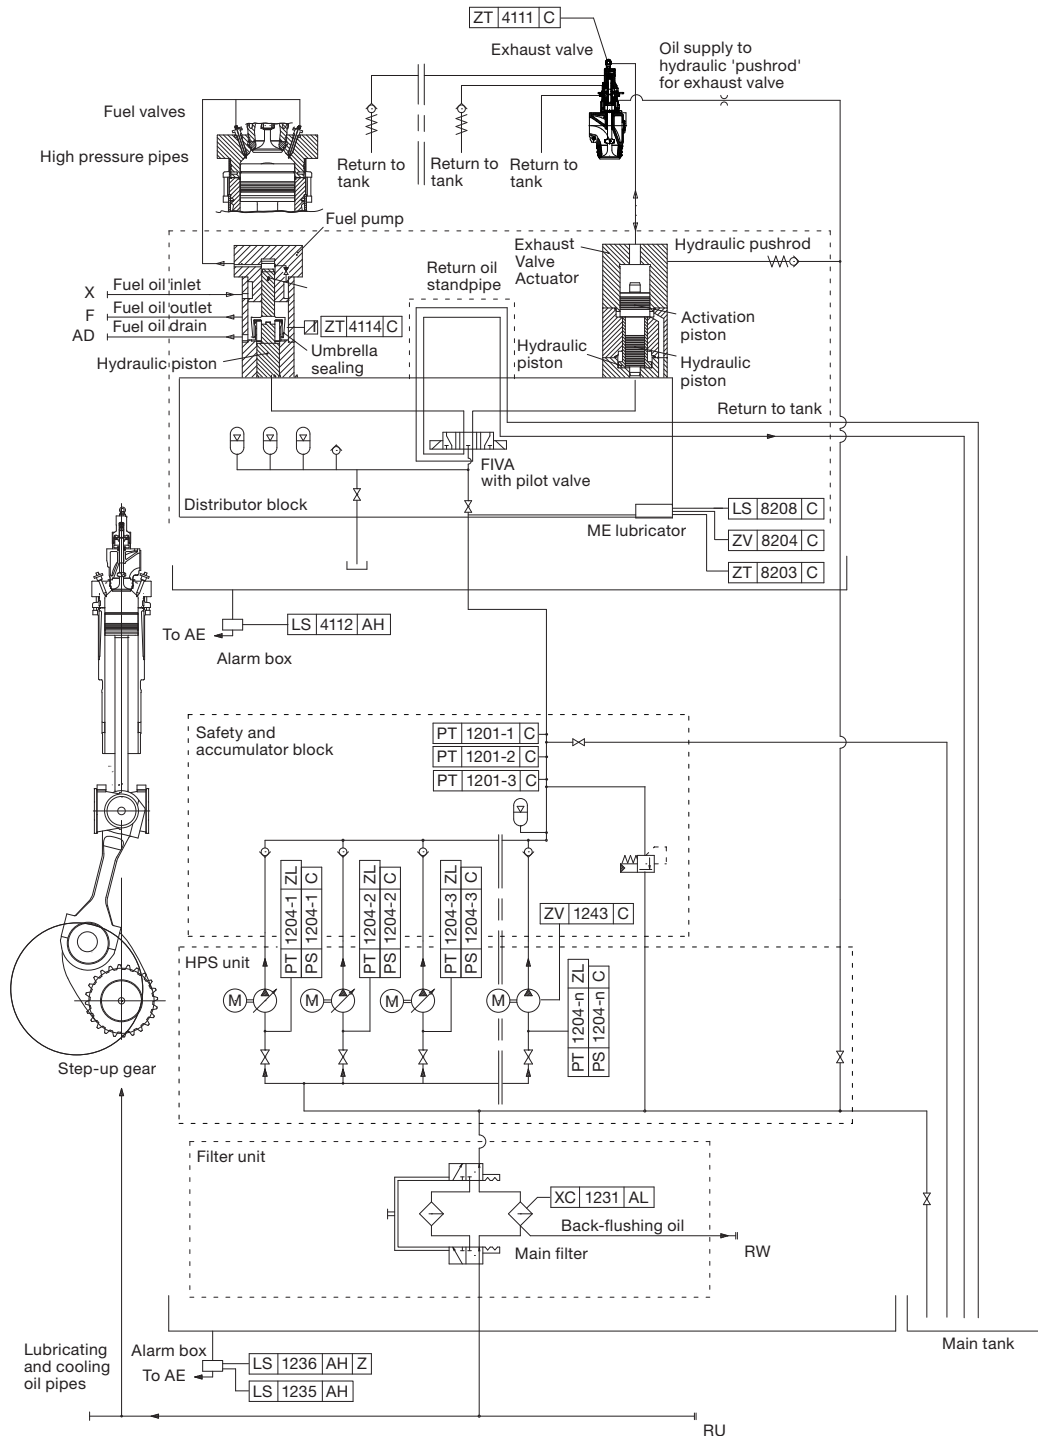 ZT 4111 C
Exhaust valve
Oil supply to
hydraulic 'pushrod'
for exhaust valve
Fuel valves
High pressure pipes
Return to
tank
Return to
tank
Return to
tank
Fuel pump
Exhaust
Valve
Actuator
Hydraulic pushrod
Return oil
standpipe
X Fuel oil inlet
F Fuel oil outlet
AD Fuel oil drain
ZT 4114 C
Activation
piston
Hydraulic piston
Umbrella
sealing
Hydraulic
piston
Hydraulic
piston
Return to tank
FIVA
with pilot valve
Distributor block
ME lubricator
LS 8208 C
ZV 8204 C
ZT 8203 C
To AE
LS 4112 AH
Alarm box
Safety and
accumulator block
PT 1201-1 C
PT 1201-2 C
PT 1201-3 C
PT 1204-1 ZL
PS 1204-1 C
PT 1204-2 ZL
PS 1204-2 C
PT 1204-3 ZL
PS 1204-3 C
ZV 1243 C
HPS unit
M
M
M
M
PT 1204-n ZL
PS 1204-n C
Step-up gear
Filter unit
XC 1231 AL
Back-flushing oil
RW
Main filter
Main tank
Lubricating
and cooling
oil pipes
Alarm box
To AE
LS 1236 AH Z
LS 1235 AH
RU